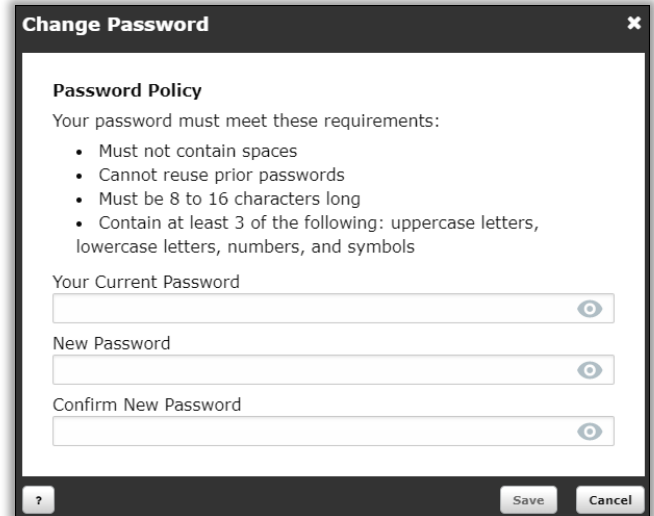 Change Password
Password Policy
Your password must meet these requirements:
• Must not contain spaces
• Cannot reuse prior passwords
• Must be 8 to 16 characters long
• Contain at least 3 of the following: uppercase letters,
lowercase letters, numbers, and symbols
Your Current Password
New Password
Confirm New Password
? Save Cancel